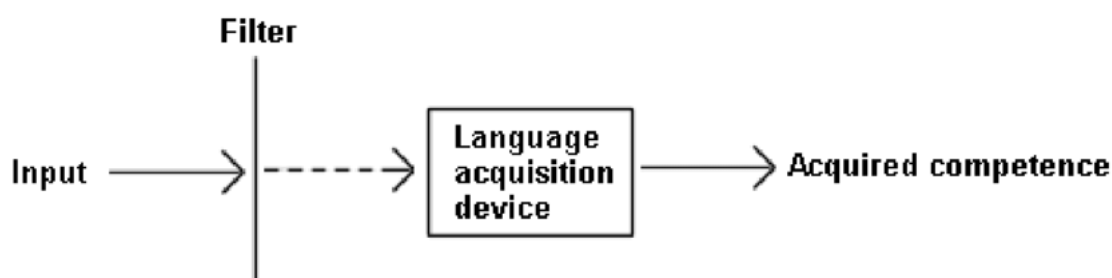 Filter
Input
Language
acquisition
device
Acquired competence